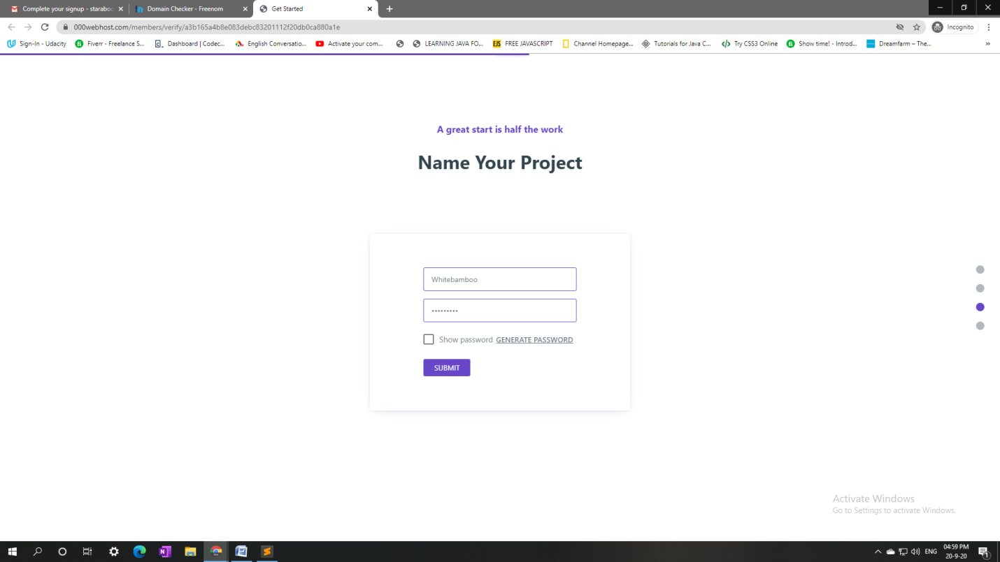 Complete your signup - staraboo
Domain Checker - Freenom
Get Started
000webhost.com/members/verify/a3b165a4b8e083debc83201112f20db0ca880a1e
Incognito
Sign-In - Udacity
Fiverr - Freelance S...
Dashboard | Codec...
English Conversatio...
Activate your com...
LEARNING JAVA FO...
EJS FREE JAVASCRIPT
Channel Homepage...
Tutorials for Java C...
Try CSS3 Online
Show time! - Introd...
Dreamfarm – The...
»
A great start is half the work
Name Your Project
Whitebamboo
•••••••••
Show password GENERATE PASSWORD
SUBMIT
Activate Windows
Go to Settings to activate Windows.
ENG
04:59 PM
20-9-20
1